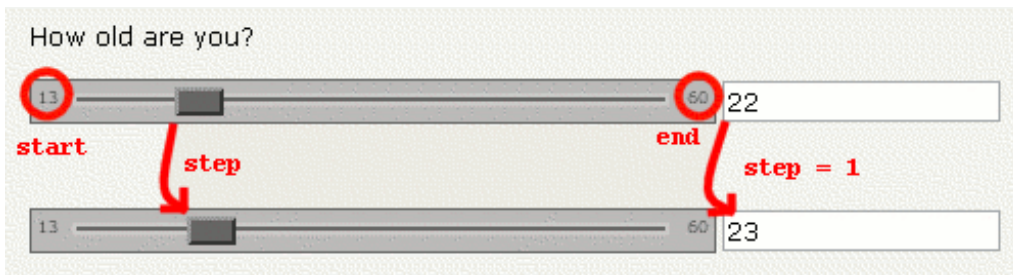 How old are you?
13 60 22
start end
step step = 1
13 60 23